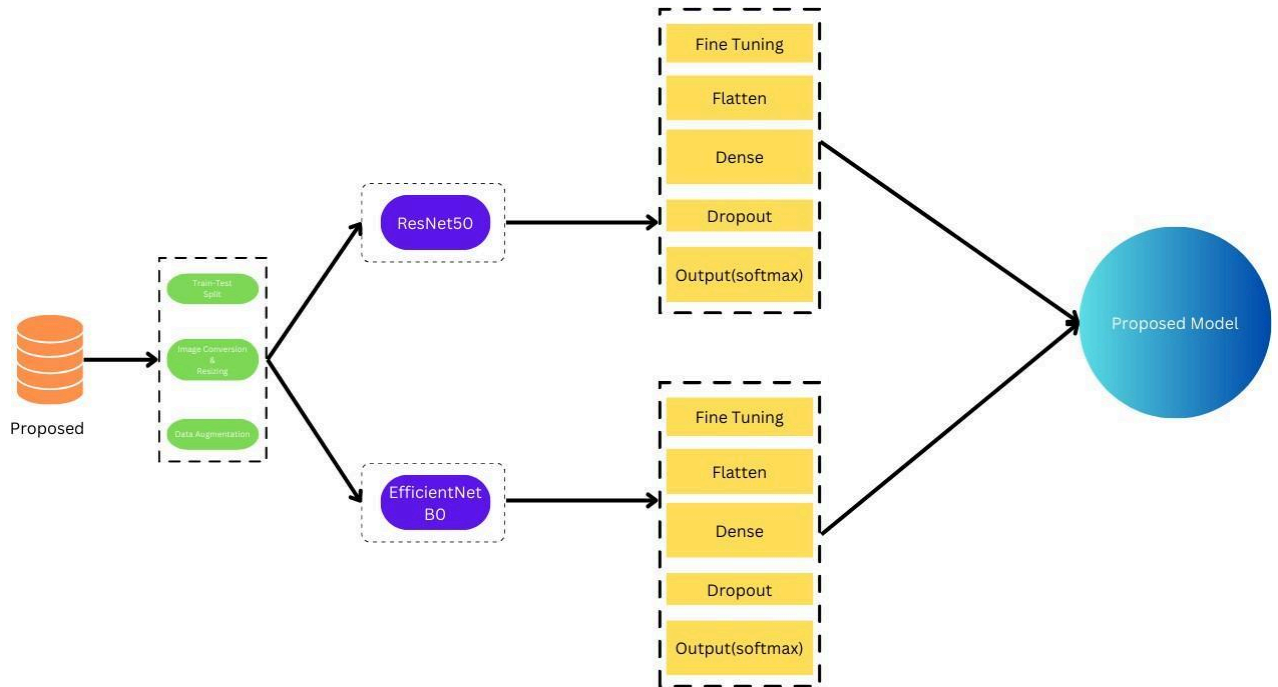 Proposed
Train-Test
Split
Image Conversion
&
Resizing
Data Augmentation
ResNet50
EfficientNet
B0
Fine Tuning
Flatten
Dense
Dropout
Output(softmax)
Fine Tuning
Flatten
Dense
Dropout
Output(softmax)
Proposed Model